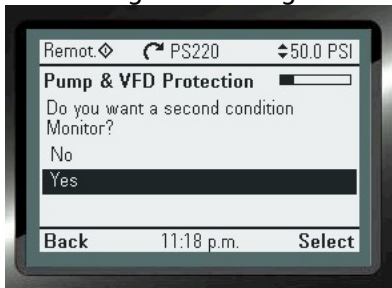 Remot. PS220 50.0 PSI
Pump & VFD Protection
Do you want a second condition
Monitor?
No
Yes
Back 11:18 p.m. Select